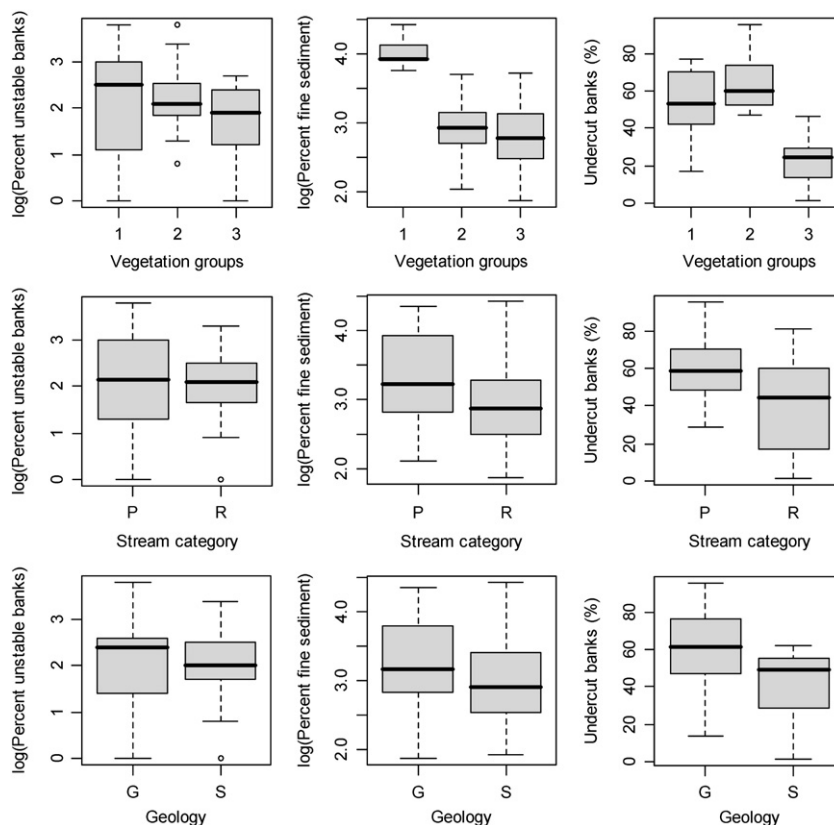 log(Percent unstable banks)
0 1 2 3
1 2 3
Vegetation groups
log(Percent fine sediment)
2.0 3.0 4.0
1 2 3
Vegetation groups
Undercut banks (%)
0 20 40 60 80
1 2 3
Vegetation groups
log(Percent unstable banks)
0 1 2 3
P R
Stream category
log(Percent fine sediment)
2.0 3.0 4.0
P R
Stream category
Undercut banks (%)
0 20 40 60 80
P R
Stream category
log(Percent unstable banks)
0 1 2 3
G S
Geology
log(Percent fine sediment)
2.0 3.0 4.0
G S
Geology
Undercut banks (%)
0 20 40 60 80
G S
Geology